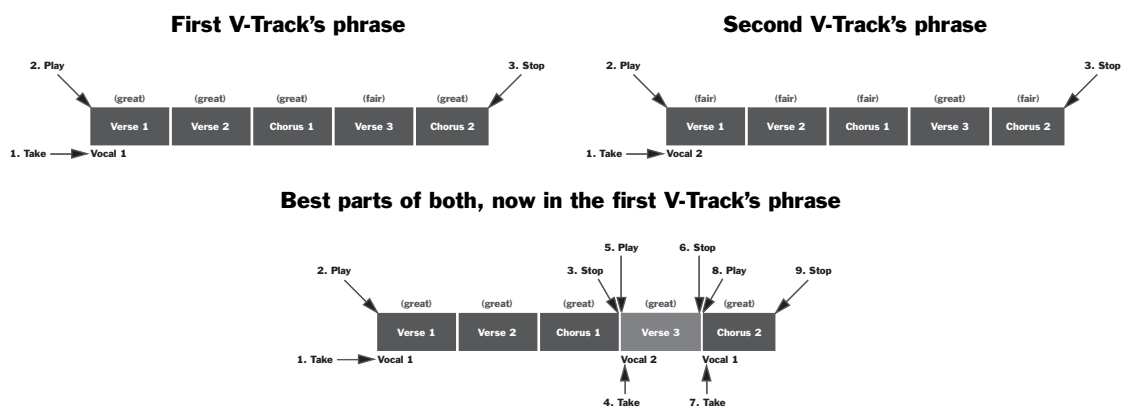 First V-Track's phrase
2. Play
3. Stop
(great) (great) (great) (fair) (great)
Verse 1 Verse 2 Chorus 1 Verse 3 Chorus 2
1. Take Vocal 1
Second V-Track's phrase
2. Play
3. Stop
(fair) (fair) (fair) (great) (fair)
Verse 1 Verse 2 Chorus 1 Verse 3 Chorus 2
1. Take Vocal 2
Best parts of both, now in the first V-Track's phrase
5. Play 6. Stop
2. Play 3. Stop 8. Play 9. Stop
(great) (great) (great) (great) (great)
Verse 1 Verse 2 Chorus 1 Verse 3 Chorus 2
1. Take Vocal 1 Vocal 2 Vocal 1
4. Take 7. Take